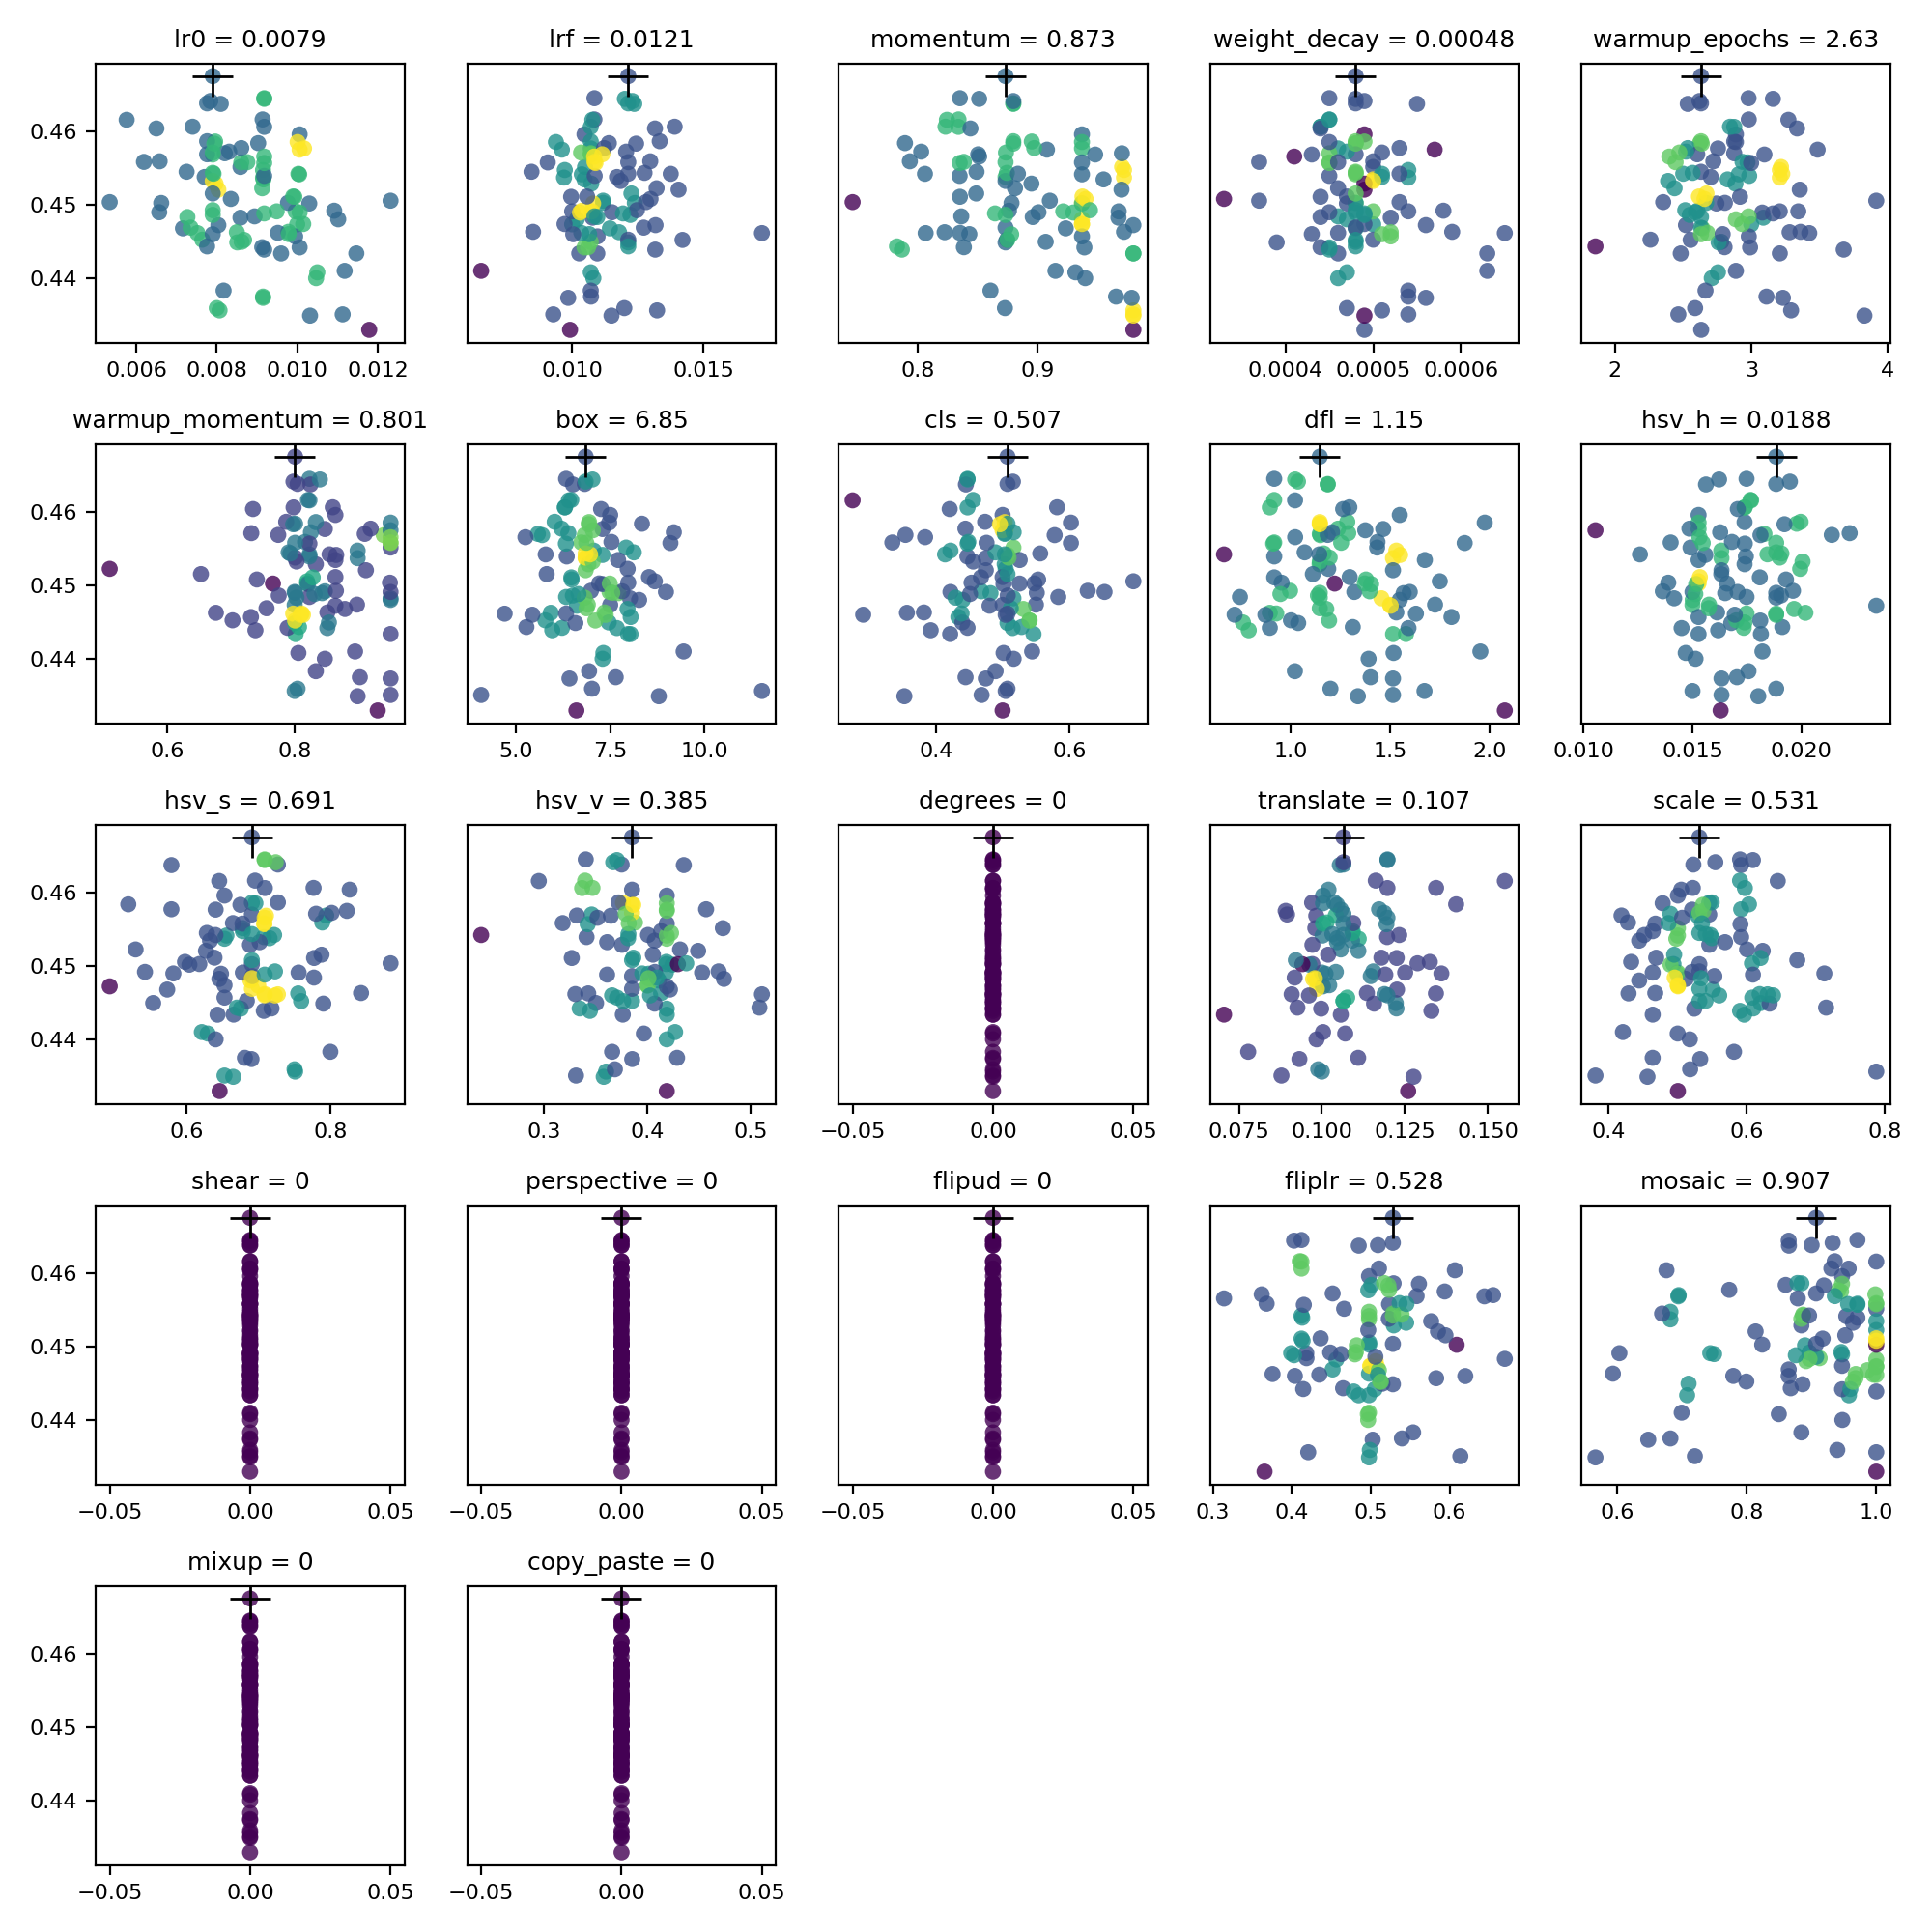 lr0 = 0.0079
lrf = 0.0121
momentum = 0.873
weight_decay = 0.00048
warmup_epochs = 2.63
0.46
0.45
0.44
0.006 0.008 0.010 0.012
0.010 0.015
0.8 0.9
0.0004 0.0005 0.0006
2 3 4
warmup_momentum = 0.801
box = 6.85
cls = 0.507
dfl = 1.15
hsv_h = 0.0188
0.46
0.45
0.44
0.6 0.8
5.0 7.5 10.0
0.4 0.6
1.0 1.5 2.0
0.010 0.015 0.020
hsv_s = 0.691
hsv_v = 0.385
degrees = 0
translate = 0.107
scale = 0.531
0.46
0.45
0.44
0.6 0.8
0.3 0.4 0.5
−0.05 0.00 0.05
0.075 0.100 0.125 0.150
0.4 0.6 0.8
shear = 0
perspective = 0
flipud = 0
fliplr = 0.528
mosaic = 0.907
0.46
0.45
0.44
−0.05 0.00 0.05
−0.05 0.00 0.05
−0.05 0.00 0.05
0.3 0.4 0.5 0.6
0.6 0.8 1.0
mixup = 0
copy_paste = 0
0.46
0.45
0.44
−0.05 0.00 0.05
−0.05 0.00 0.05